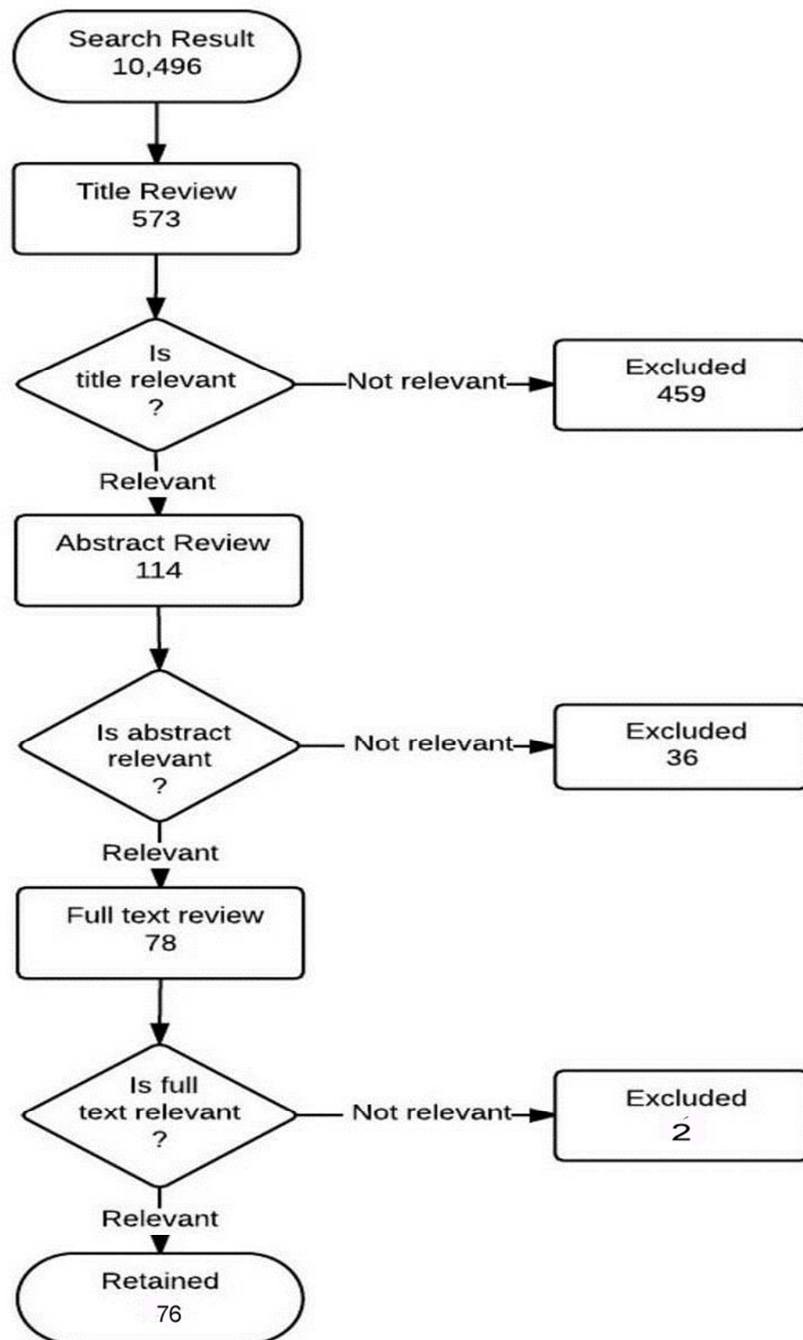 Search Result
10,496
Title Review
573
Is
title relevant
?
Not relevant
Excluded
459
Relevant
Abstract Review
114
Is abstract
relevant
?
Not relevant
Excluded
36
Relevant
Full text review
78
Is full
text relevant
?
Not relevant
Excluded
2
Relevant
Retained
76